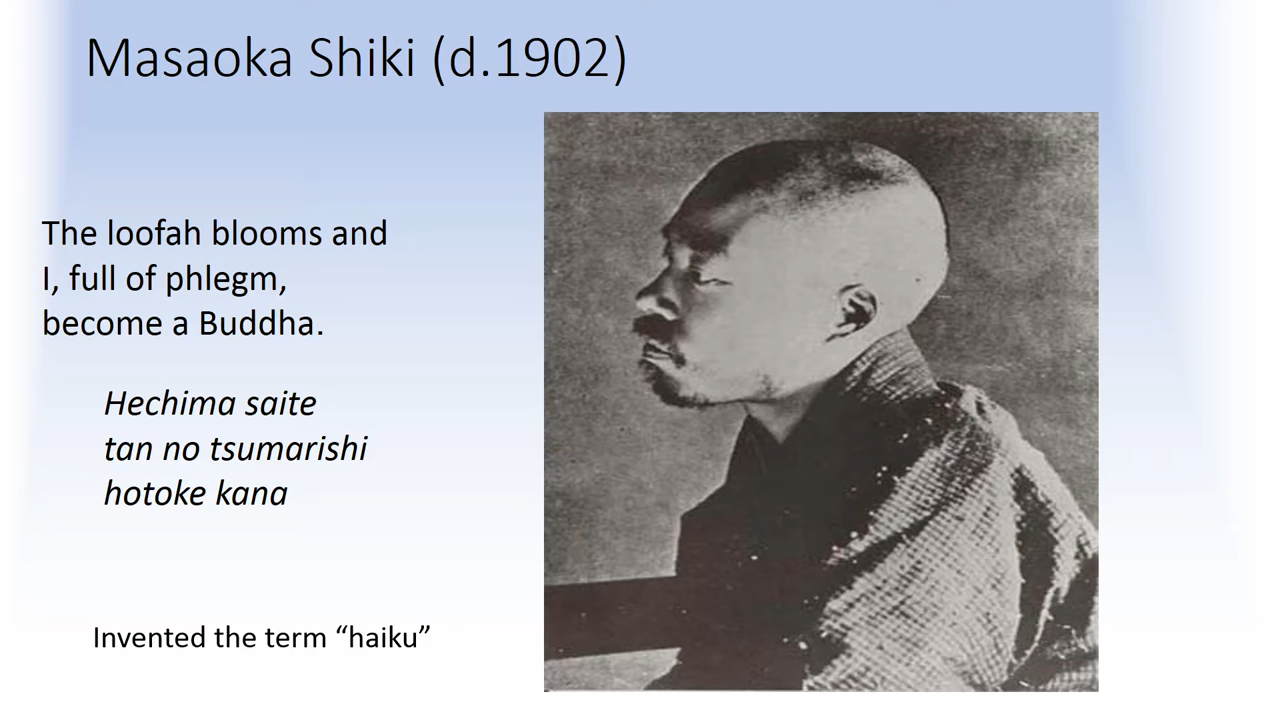 Masaoka Shiki (d.1902)
The loofah blooms and
I, full of phlegm,
become a Buddha.
Hechima saite
tan no tsumarishi
hotoke kana
Invented the term “haiku”